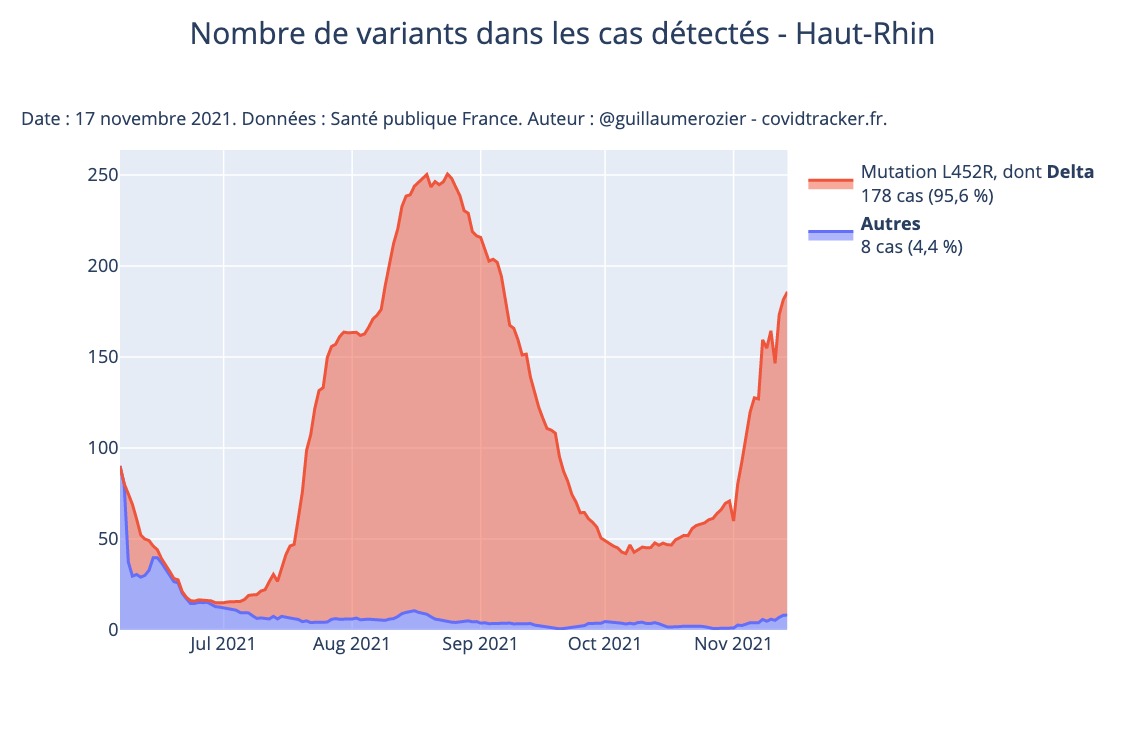 Nombre de variants dans les cas détectés - Haut-Rhin
Date : 17 novembre 2021. Données : Santé publique France. Auteur : @guillaumerozier - covidtracker.fr.
Mutation L452R, dont Delta
178 cas (95,6 %)
Autres
8 cas (4,4 %)
250
200
150
100
50
0
Jul 2021
Aug 2021
Sep 2021
Oct 2021
Nov 2021